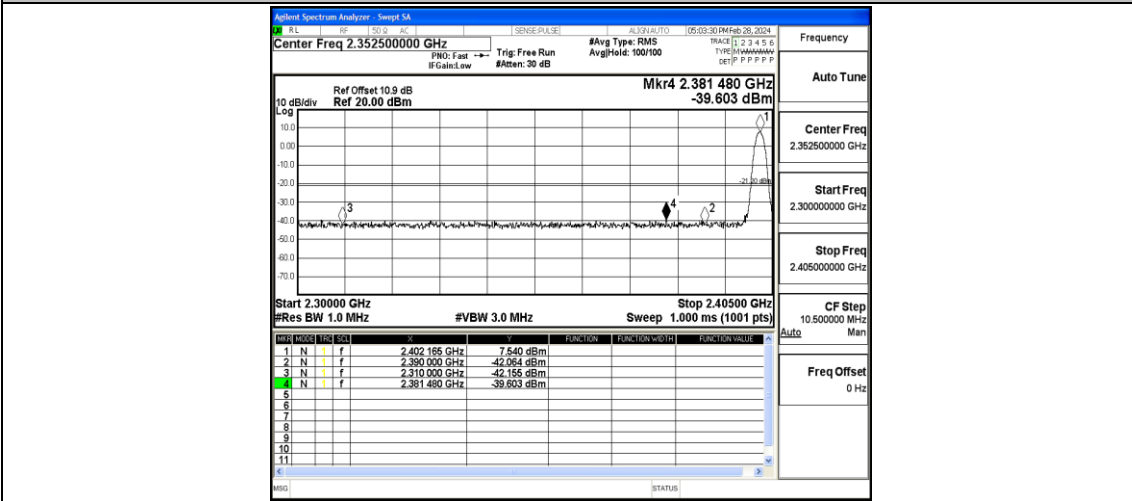 Agilent Spectrum Analyzer - Swept SA
RL RF 50 Ω AC SENSE:PULSE ALIGN AUTO 05:03:30 PM Feb 28, 2024
Center Freq 2.352500000 GHz
PNO: Fast Trig: Free Run
IFGain:Low #Atten: 30 dB
#Avg Type: RMS
Avg|Hold: 100/100
TRACE 1 2 3 4 5 6
TYPE M WWWWW
DET P P P P P P
Frequency
Auto Tune
Mkr4 2.381 480 GHz
-39.603 dBm
Ref Offset 10.9 dB
10 dB/div Ref 20.00 dBm
Log
10.0
0.00
-10.0
-20.0
-30.0
-40.0
-50.0
-60.0
-70.0
1
-21.20 dBm
3
4
2
Center Freq
2.352500000 GHz
Start Freq
2.300000000 GHz
Stop Freq
2.405000000 GHz
Start 2.30000 GHz Stop 2.40500 GHz
#Res BW 1.0 MHz #VBW 3.0 MHz Sweep 1.000 ms (1001 pts)
CF Step
10.500000 MHz
Auto Man
Freq Offset
0 Hz
MKR MODE TRC SCL X Y FUNCTION FUNCTION WIDTH FUNCTION VALUE
1 N 1 f 2.402 165 GHz 7.540 dBm
2 N 1 f 2.390 000 GHz -42.064 dBm
3 N 1 f 2.310 000 GHz -42.155 dBm
4 N 1 f 2.381 480 GHz -39.603 dBm
5
6
7
8
9
10
11
MSG STATUS